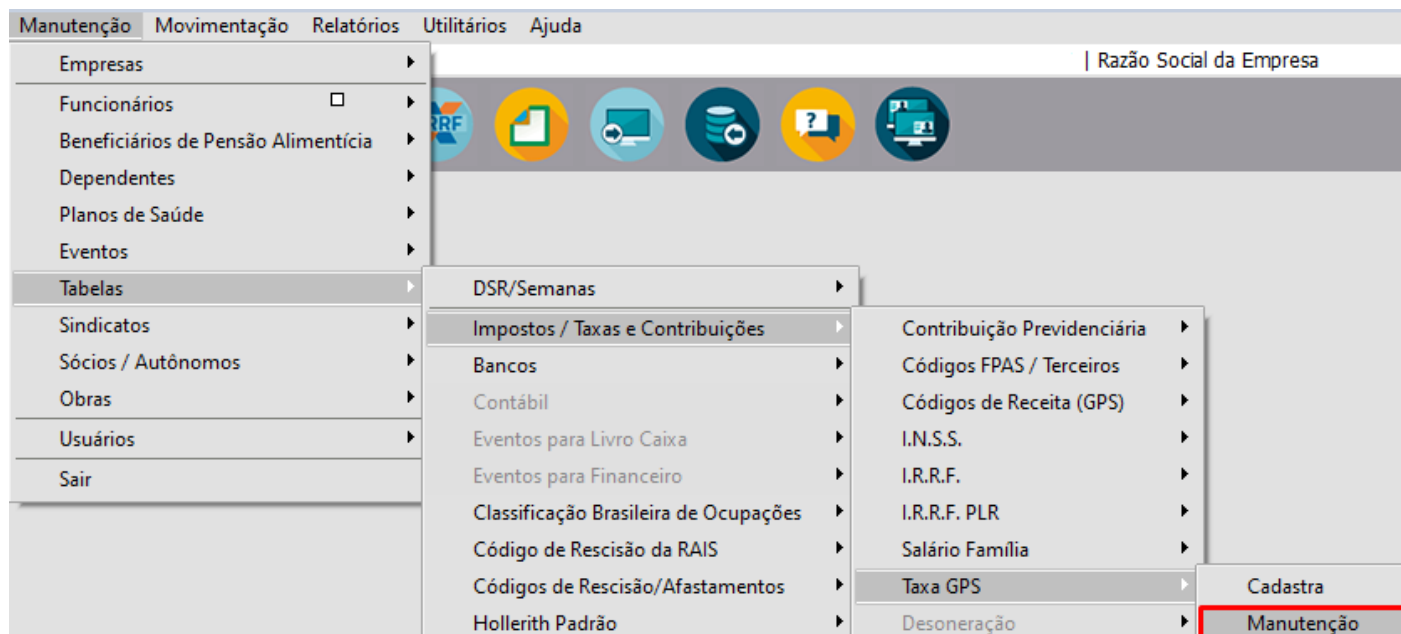 Manutenção Movimentação Relatórios Utilitários Ajuda
| Razão Social da Empresa
Empresas
Funcionários
Beneficiários de Pensão Alimentícia
Dependentes
Planos de Saúde
Eventos
Tabelas
Sindicatos
Sócios / Autônomos
Obras
Usuários
Sair
RRF
?
DSR/Semanas
Impostos / Taxas e Contribuições
Bancos
Contábil
Eventos para Livro Caixa
Eventos para Financeiro
Classificação Brasileira de Ocupações
Código de Rescisão da RAIS
Códigos de Rescisão/Afastamentos
Hollerith Padrão
Contribuição Previdenciária
Códigos FPAS / Terceiros
Códigos de Receita (GPS)
I.N.S.S.
I.R.R.F.
I.R.R.F. PLR
Salário Família
Taxa GPS
Desoneração
Cadastra
Manutenção